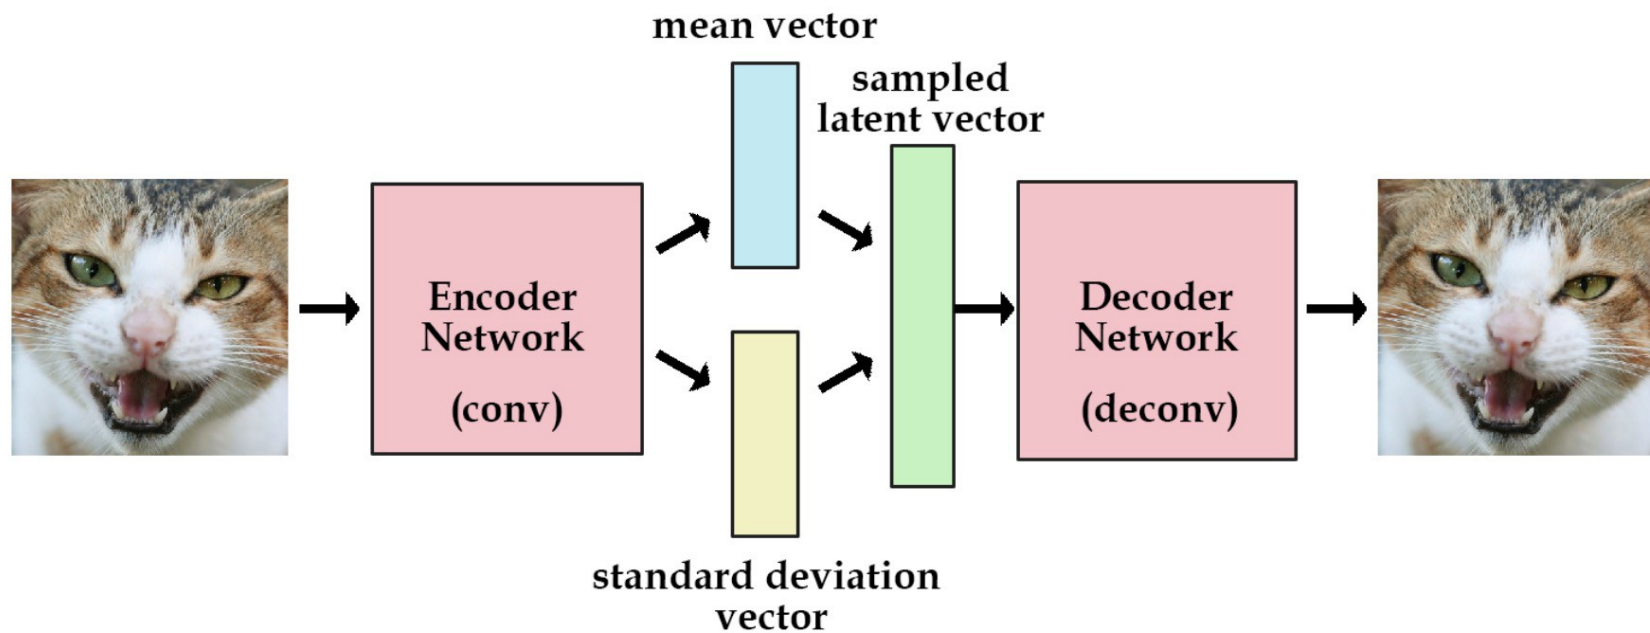 mean vector
sampled
latent vector
Encoder
Network
(conv)
Decoder
Network
(deconv)
standard deviation
vector